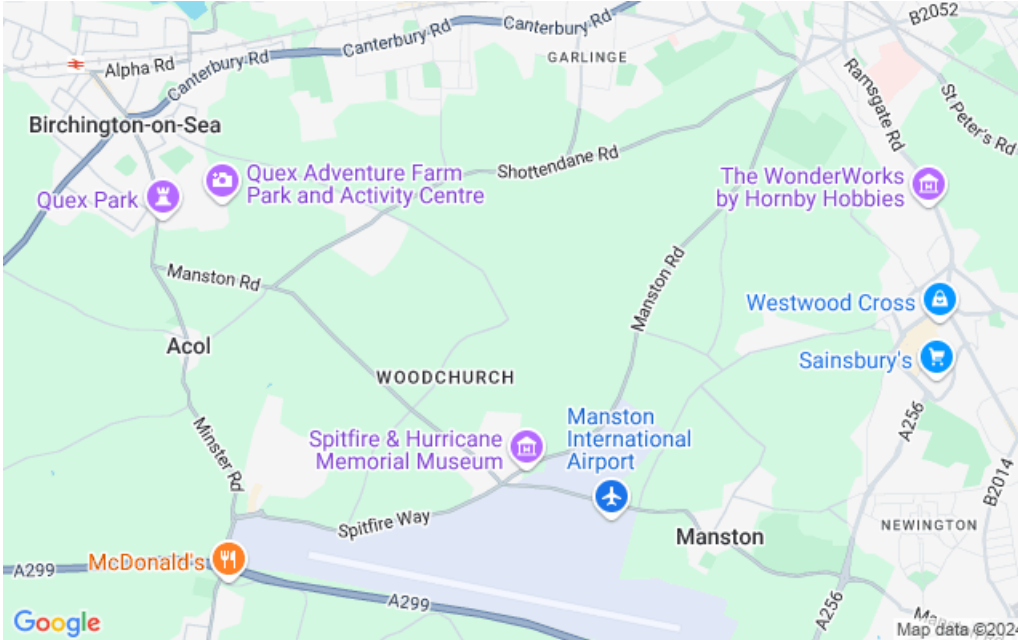 B2052
Canterbury Rd
Canterbury Rd
GARLINGE
Alpha Rd
Canterbury Rd
Ramsgate Rd
St Peter's Rd
Birchington-on-Sea
Shottendane Rd
Quex Adventure Farm
Park and Activity Centre
Quex Park
The WonderWorks
by Hornby Hobbies
Manston Rd
Manston Rd
Westwood Cross
Acol
Sainsbury's
WOODCHURCH
Manston
International
Airport
A256
Spitfire & Hurricane
Memorial Museum
Minster Rd
B2014
Spitfire Way
Manston
NEWINGTON
McDonald's
A299
A299
A256
Google
Map data ©2024